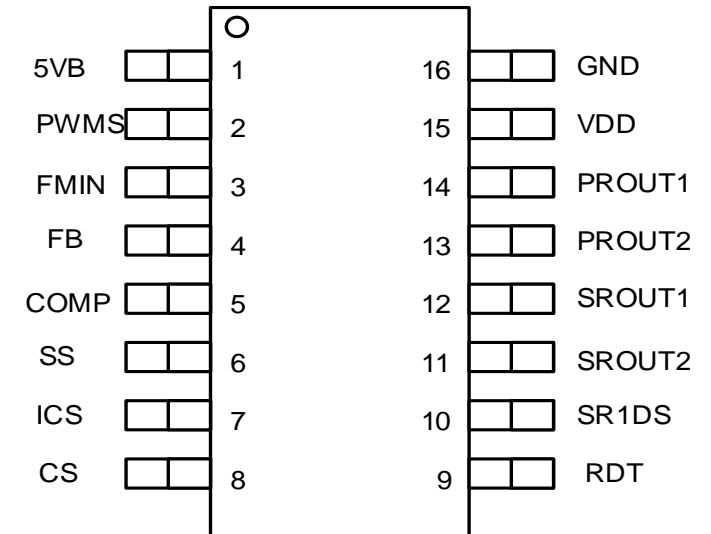 5VB 1 16 GND
PWMS 2 15 VDD
FMIN 3 14 PROUT1
FB 4 13 PROUT2
COMP 5 12 SROUT1
SS 6 11 SROUT2
ICS 7 10 SR1DS
CS 8 9 RDT